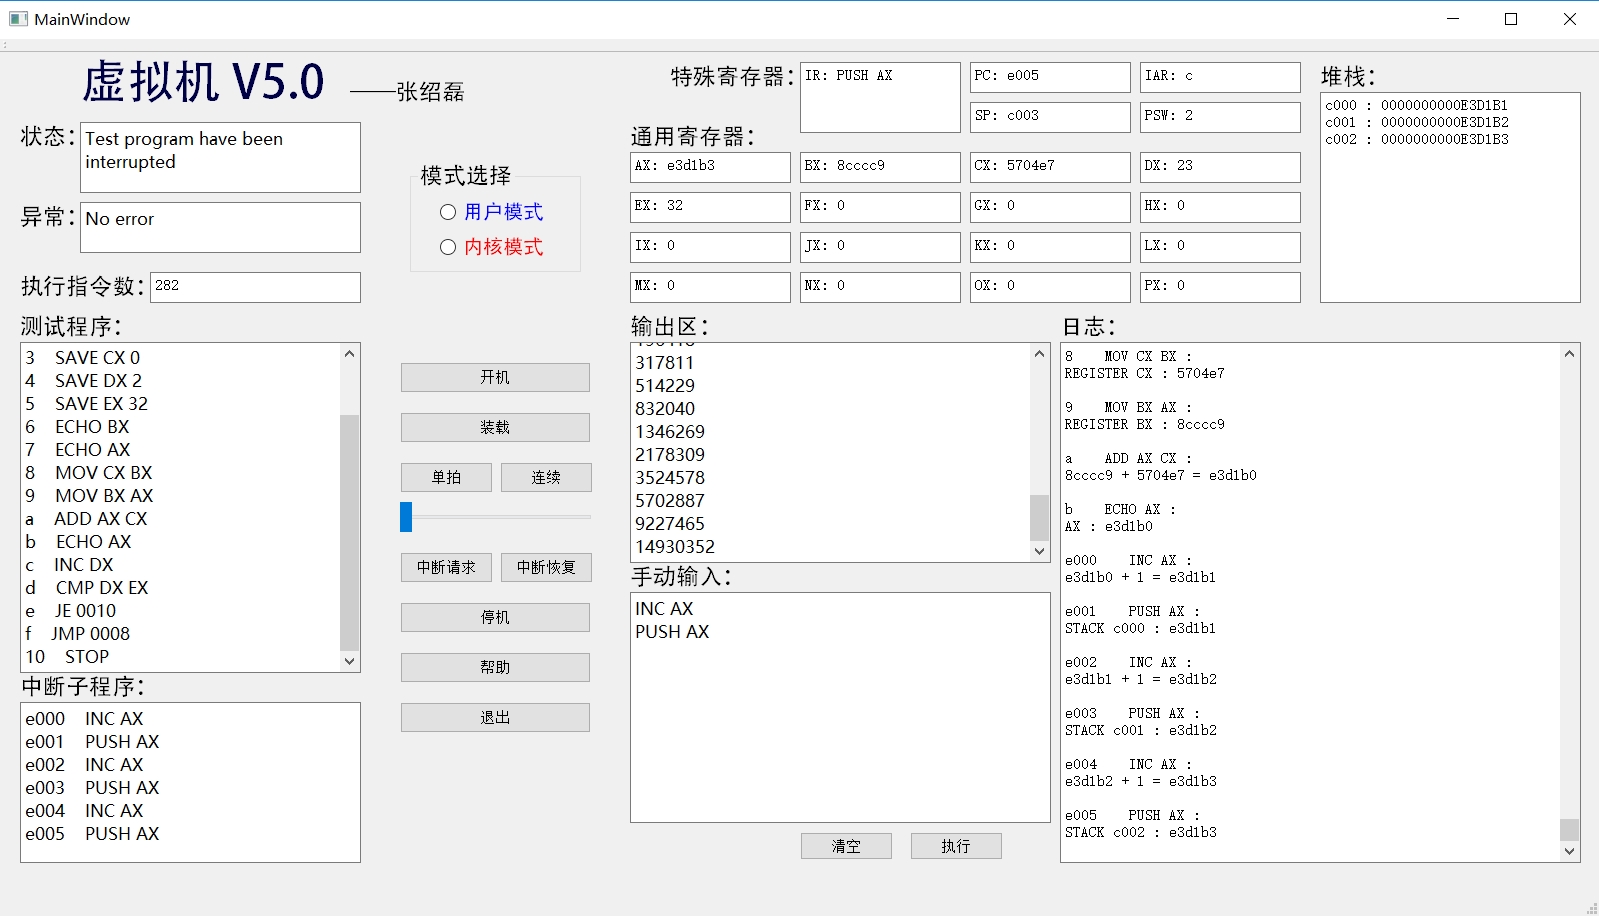 MainWindow
虚拟机 V5.0
——张绍磊
状态：
Test program have been
interrupted
异常：
No error
执行指令数：
282
模式选择
用户模式
内核模式
特殊寄存器：
IR: PUSH AX
PC: e005
IAR: c
SP: c003
PSW: 2
通用寄存器：
AX: e3d1b3
BX: 8cccc9
CX: 5704e7
DX: 23
EX: 32
FX: 0
GX: 0
HX: 0
IX: 0
JX: 0
KX: 0
LX: 0
MX: 0
NX: 0
OX: 0
PX: 0
堆栈：
c000 : 0000000000E3D1B1
c001 : 0000000000E3D1B2
c002 : 0000000000E3D1B3
测试程序：
3 SAVE CX 0
4 SAVE DX 2
5 SAVE EX 32
6 ECHO BX
7 ECHO AX
8 MOV CX BX
9 MOV BX AX
a ADD AX CX
b ECHO AX
c INC DX
d CMP DX EX
e JE 0010
f JMP 0008
10 STOP
中断子程序：
e000 INC AX
e001 PUSH AX
e002 INC AX
e003 PUSH AX
e004 INC AX
e005 PUSH AX
开机
装载
单拍
连续
中断请求
中断恢复
停机
帮助
退出
输出区：
317811
514229
832040
1346269
2178309
3524578
5702887
9227465
14930352
手动输入：
INC AX
PUSH AX
清空
执行
日志：
8 MOV CX BX :
REGISTER CX : 5704e7
9 MOV BX AX :
REGISTER BX : 8cccc9
a ADD AX CX :
8cccc9 + 5704e7 = e3d1b0
b ECHO AX :
AX : e3d1b0
e000 INC AX :
e3d1b0 + 1 = e3d1b1
e001 PUSH AX :
STACK c000 : e3d1b1
e002 INC AX :
e3d1b1 + 1 = e3d1b2
e003 PUSH AX :
STACK c001 : e3d1b2
e004 INC AX :
e3d1b2 + 1 = e3d1b3
e005 PUSH AX :
STACK c002 : e3d1b3